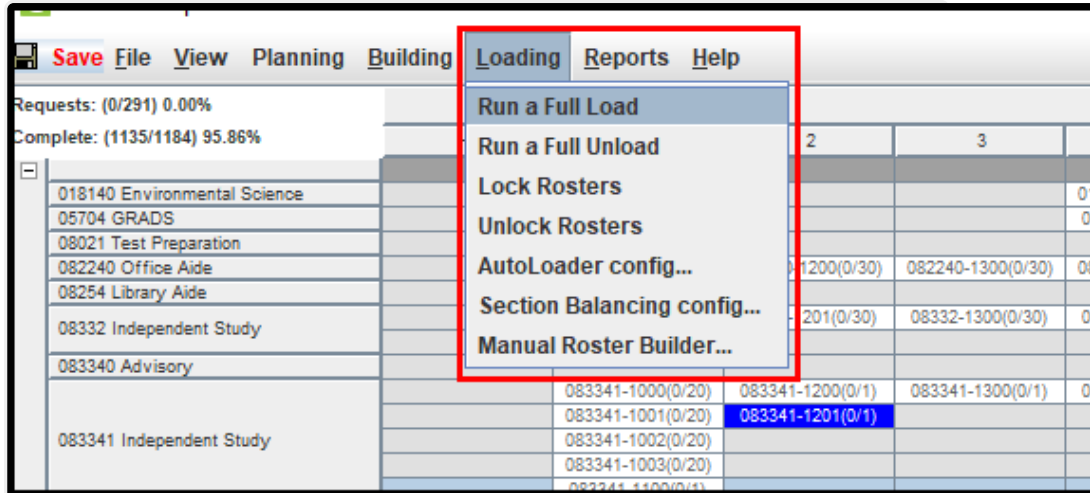 Save File View Planning Building Loading Reports Help
Requests: (0/291) 0.00%
Complete: (1135/1184) 95.86%
Run a Full Load
Run a Full Unload
Lock Rosters
Unlock Rosters
AutoLoader config...
Section Balancing config...
Manual Roster Builder...
2 3
018140 Environmental Science
05704 GRADS
08021 Test Preparation
082240 Office Aide 082240-1300(0/30)
08254 Library Aide
08332 Independent Study 08332-1300(0/30)
083340 Advisory
083341-1000(0/20) 083341-1200(0/1) 083341-1300(0/1)
083341-1001(0/20) 083341-1201(0/1)
083341 Independent Study
083341-1002(0/20)
083341-1003(0/20)
083341-1100(0/1)